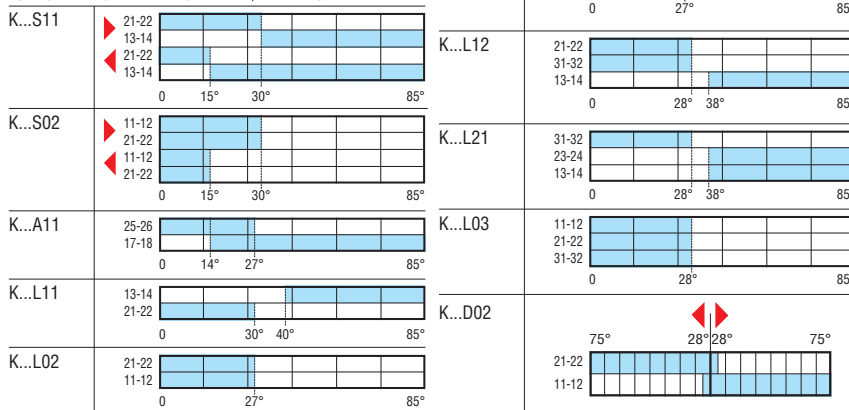 K...S11
21-22
13-14
21-22
13-14
0 15° 30° 85°
K...S02
11-12
21-22
11-12
21-22
0 15° 30° 85°
K...A11
25-26
17-18
0 14° 27° 85°
K...L11
13-14
21-22
0 30° 40° 85°
K...L02
21-22
11-12
0 27° 85°
0 27° 85
K...L12
21-22
31-32
13-14
0 28° 38° 85
K...L21
31-32
23-24
13-14
0 28° 38° 85
K...L03
11-12
21-22
31-32
0 28° 85
K...D02
75° 28° 28° 75°
21-22
11-12